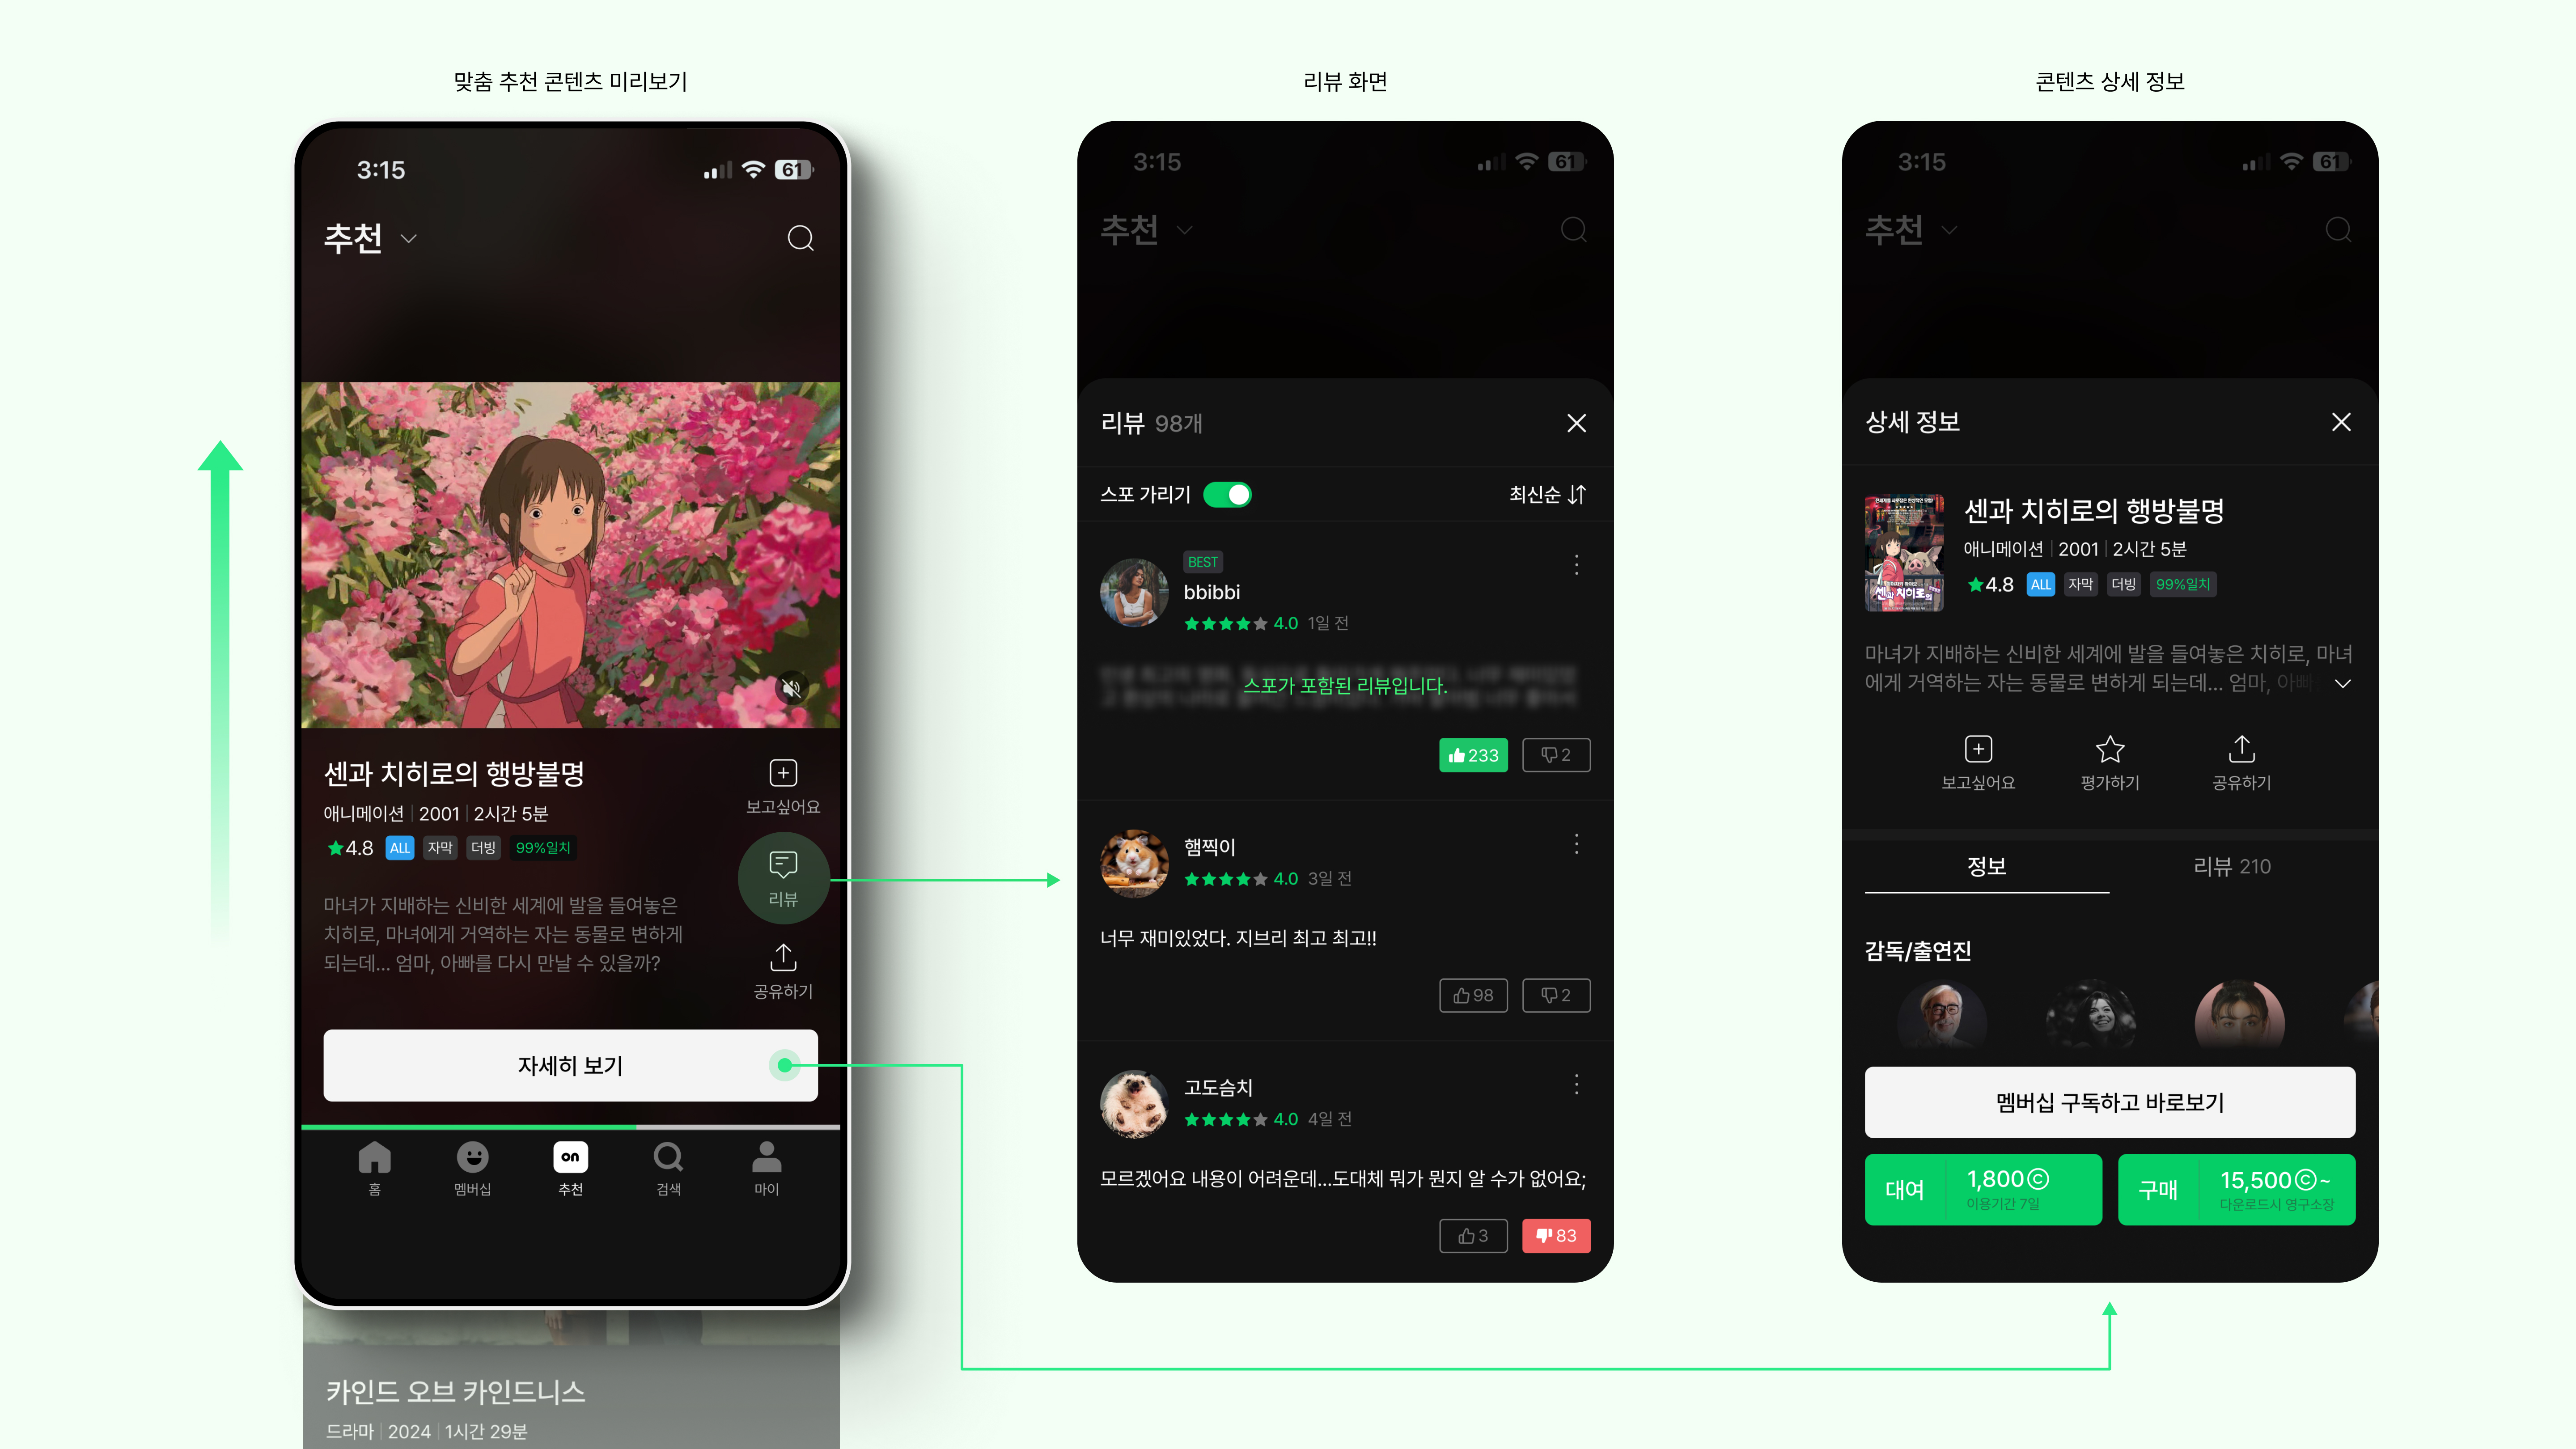 맞춤 추천 콘텐츠 미리보기
3:15
61
추천
센과 치히로의 행방불명
애니메이션 | 2001 | 2시간 5분
4.8 ALL 자막 더빙 99%일치
마녀가 지배하는 신비한 세계에 발을 들여놓은
치히로, 마녀에게 거역하는 자는 동물로 변하게
되는데... 엄마, 아빠를 다시 만날 수 있을까?
보고싶어요
리뷰
공유하기
자세히 보기
홈
멤버십
on
추천
검색
마이
카인드 오브 카인드니스
드라마 | 2024 | 1시간 29분
리뷰 화면
3:15
61
추천
리뷰 98개
스포 가리기
최신순
BEST
bbibbi
4.0 1일 전
스포가 포함된 리뷰입니다.
233
2
햄찍이
4.0 3일 전
너무 재미있었다. 지브리 최고 최고!!
98
2
고도슴치
4.0 4일 전
모르겠어요 내용이 어려운데...도대체 뭐가 뭔지 알 수가 없어요;
3
83
콘텐츠 상세 정보
3:15
61
추천
상세 정보
센과 치히로의
센과 치히로의 행방불명
애니메이션 | 2001 | 2시간 5분
4.8 ALL 자막 더빙 99%일치
마녀가 지배하는 신비한 세계에 발을 들여놓은 치히로, 마녀
에게 거역하는 자는 동물로 변하게 되는데... 엄마, 아빠
보고싶어요
평가하기
공유하기
정보
리뷰 210
감독/출연진
멤버십 구독하고 바로보기
대여
1,800ⓒ
이용기간 7일
구매
15,500ⓒ~
다운로드시 영구소장